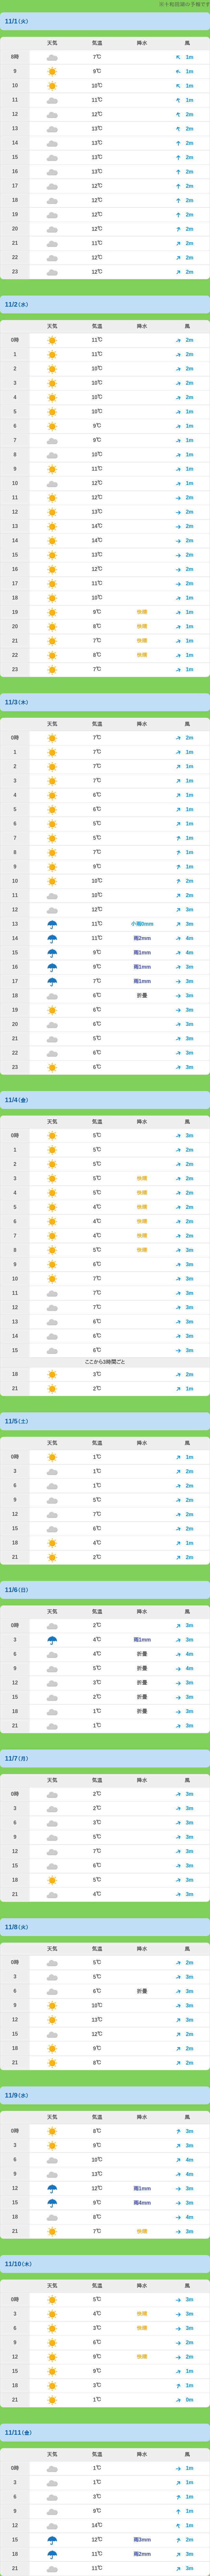 ※十和田湖の予報です
11/1(火)
天気 気温 降水 風
8時 7℃ 1m
9 9℃ 1m
10 10℃ 1m
11 11℃ 1m
12 12℃ 2m
13 13℃ 2m
14 13℃ 2m
15 13℃ 2m
16 13℃ 2m
17 12℃ 2m
18 12℃ 2m
19 12℃ 2m
20 12℃ 2m
21 11℃ 2m
22 12℃ 2m
23 12℃ 2m
11/2(水)
天気 気温 降水 風
0時 11℃ 2m
1 11℃ 2m
2 10℃ 2m
3 10℃ 2m
4 10℃ 2m
5 10℃ 1m
6 9℃ 1m
7 9℃ 1m
8 10℃ 1m
9 11℃ 1m
10 12℃ 1m
11 12℃ 2m
12 13℃ 2m
13 14℃ 2m
14 14℃ 2m
15 13℃ 2m
16 12℃ 2m
17 11℃ 2m
18 10℃ 1m
19 9℃ 快晴 1m
20 8℃ 快晴 1m
21 7℃ 快晴 1m
22 8℃ 快晴 1m
23 7℃ 1m
11/3(木)
天気 気温 降水 風
0時 7℃ 2m
1 7℃ 1m
2 7℃ 1m
3 7℃ 1m
4 6℃ 1m
5 6℃ 1m
6 5℃ 1m
7 5℃ 1m
8 7℃ 1m
9 9℃ 1m
10 10℃ 2m
11 10℃ 2m
12 12℃ 3m
13 11℃ 小雨0mm 3m
14 11℃ 雨2mm 4m
15 9℃ 雨1mm 4m
16 9℃ 雨1mm 3m
17 7℃ 雨1mm 3m
18 6℃ 折畳 3m
19 6℃ 3m
20 6℃ 3m
21 5℃ 3m
22 6℃ 3m
23 6℃ 3m
11/4(金)
天気 気温 降水 風
0時 5℃ 3m
1 5℃ 2m
2 5℃ 2m
3 5℃ 快晴 2m
4 5℃ 快晴 2m
5 4℃ 快晴 2m
6 4℃ 快晴 2m
7 4℃ 快晴 2m
8 5℃ 快晴 3m
9 6℃ 3m
10 7℃ 3m
11 7℃ 3m
12 7℃ 3m
13 6℃ 3m
14 6℃ 3m
15 6℃ 3m
ここから3時間ごと
18 3℃ 2m
21 2℃ 1m
11/5(土)
天気 気温 降水 風
0時 1℃ 1m
3 1℃ 2m
6 1℃ 2m
9 5℃ 2m
12 7℃ 2m
15 6℃ 2m
18 4℃ 1m
21 2℃ 2m
11/6(日)
天気 気温 降水 風
0時 2℃ 3m
3 4℃ 雨1mm 3m
6 4℃ 折畳 4m
9 5℃ 折畳 4m
12 3℃ 折畳 3m
15 2℃ 折畳 3m
18 1℃ 折畳 3m
21 1℃ 3m
11/7(月)
天気 気温 降水 風
0時 2℃ 3m
3 2℃ 3m
6 3℃ 3m
9 5℃ 3m
12 7℃ 3m
15 6℃ 3m
18 5℃ 3m
21 4℃ 3m
11/8(火)
天気 気温 降水 風
0時 5℃ 2m
3 5℃ 3m
6 6℃ 折畳 3m
9 10℃ 3m
12 13℃ 3m
15 12℃ 2m
18 9℃ 2m
21 8℃ 2m
11/9(水)
天気 気温 降水 風
0時 8℃ 3m
3 9℃ 3m
6 10℃ 4m
9 13℃ 4m
12 12℃ 雨1mm 3m
15 9℃ 雨4mm 3m
18 8℃ 4m
21 7℃ 快晴 3m
11/10(木)
天気 気温 降水 風
0時 5℃ 3m
3 4℃ 快晴 3m
6 3℃ 快晴 3m
9 6℃ 2m
12 9℃ 快晴 2m
15 9℃ 1m
18 3℃ 1m
21 1℃ 0m
11/11(金)
天気 気温 降水 風
0時 1℃ 1m
3 1℃ 1m
6 3℃ 1m
9 9℃ 1m
12 14℃ 1m
15 12℃ 雨3mm 2m
18 11℃ 雨2mm 3m
21 11℃ 3m